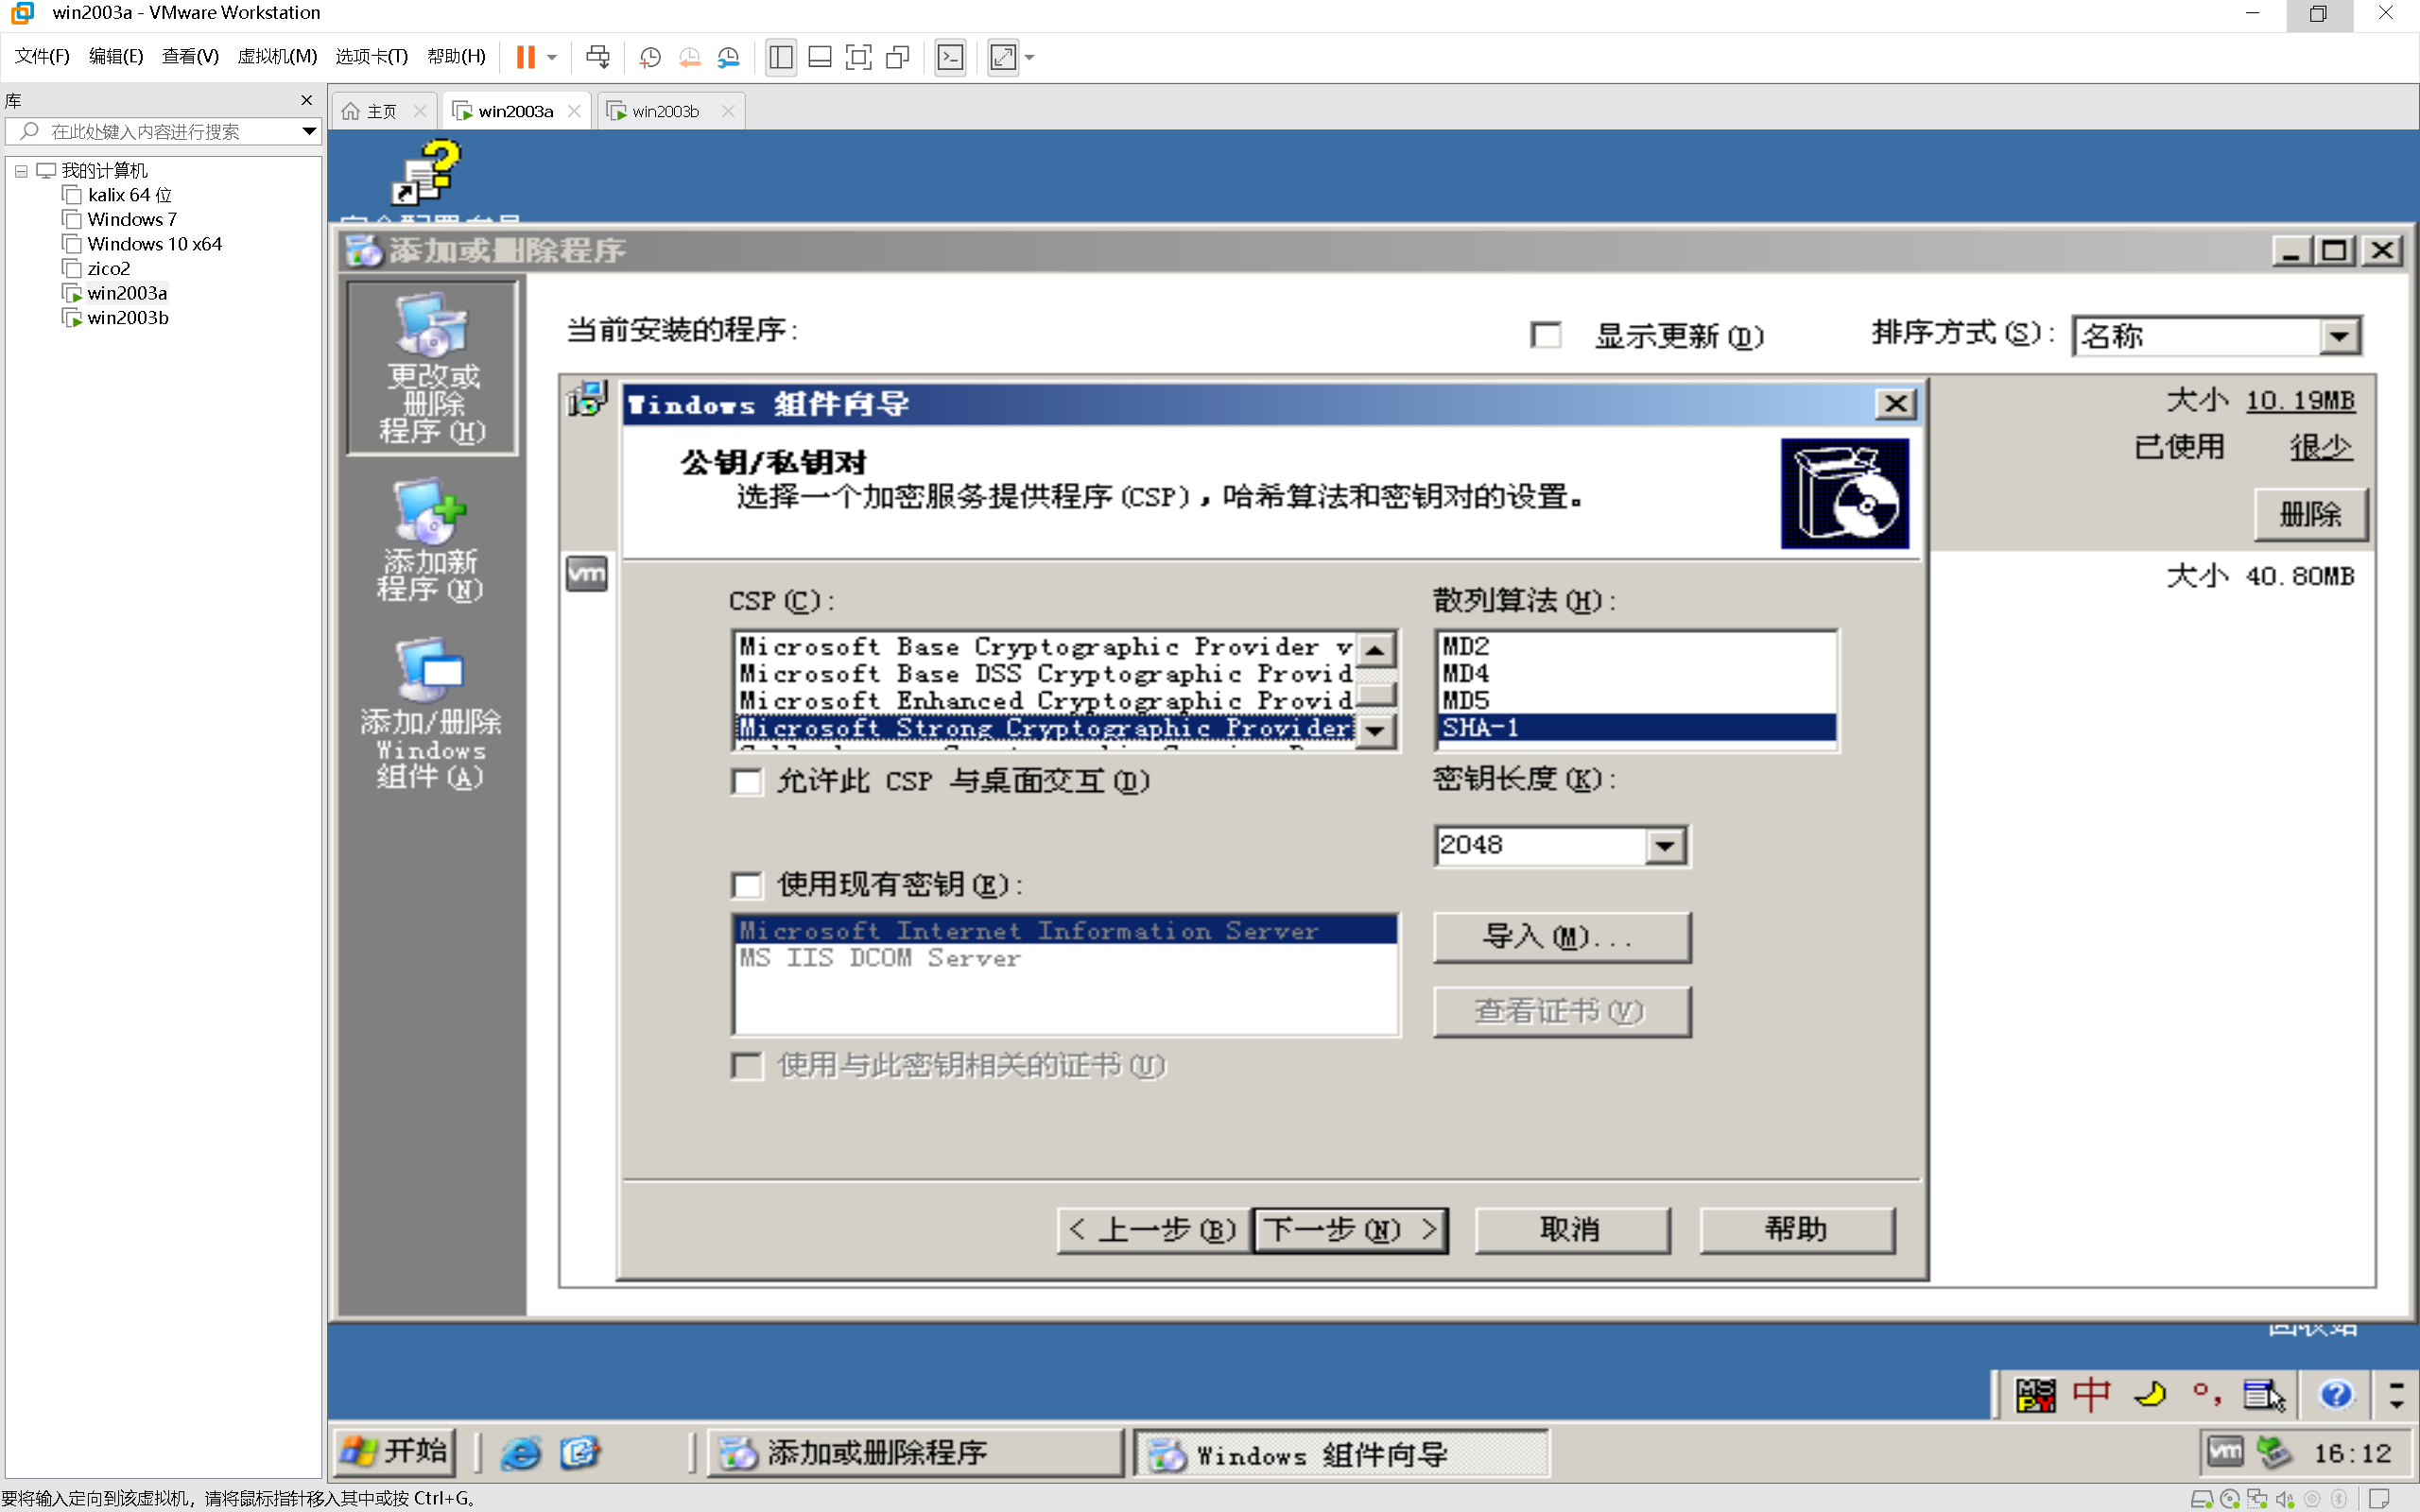 win2003a - VMware Workstation
文件(F) 编辑(E) 查看(V) 虚拟机(M) 选项卡(T) 帮助(H)
库
在此处键入内容进行搜索
我的计算机
kalix 64 位
Windows 7
Windows 10 x64
zico2
win2003a
win2003b
主页 win2003a win2003b
添加或删除程序
更改或
删除
程序(H)
添加新
程序(N)
添加/删除
Windows
组件(A)
当前安装的程序:
显示更新(D)
排序方式(S):
名称
大小 10.19MB
已使用 很少
删除
大小 40.80MB
Windows 组件向导
公钥/私钥对
选择一个加密服务提供程序(CSP),哈希算法和密钥对的设置。
CSP(C):
Microsoft Base Cryptographic Provider v
Microsoft Base DSS Cryptographic Provid
Microsoft Enhanced Cryptographic Provid
Microsoft Strong Cryptographic Provider
散列算法(H):
MD2
MD4
MD5
SHA-1
允许此 CSP 与桌面交互(D)
密钥长度(K):
2048
使用现有密钥(E):
Microsoft Internet Information Server
MS IIS DCOM Server
导入(M)...
查看证书(V)
使用与此密钥相关的证书(U)
< 上一步(B)
下一步(N) >
取消
帮助
vm
中
开始
添加或删除程序
Windows 组件向导
vm
16:12
要将输入定向到该虚拟机，请将鼠标指针移入其中或按 Ctrl+G。